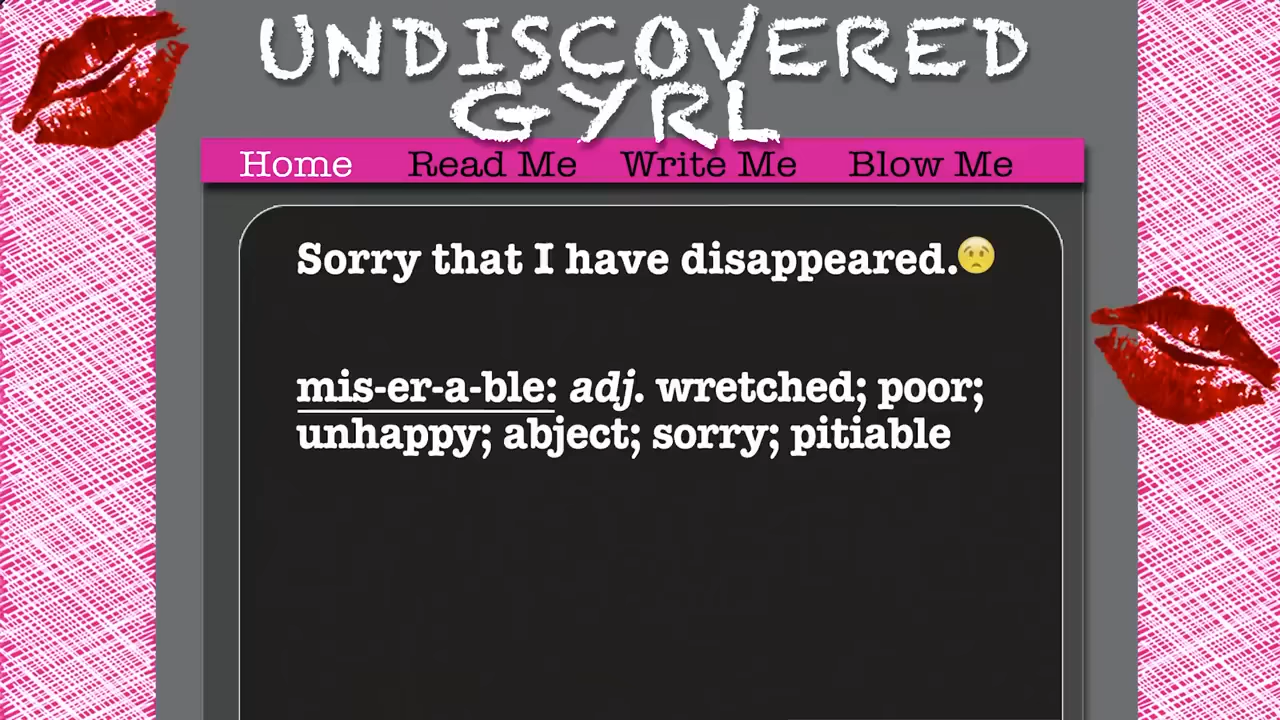 UNDISCOVERED
GYRL
Home Read Me Write Me Blow Me
Sorry that I have disappeared.😟
mis-er-a-ble: adj. wretched; poor;
unhappy; abject; sorry; pitiable